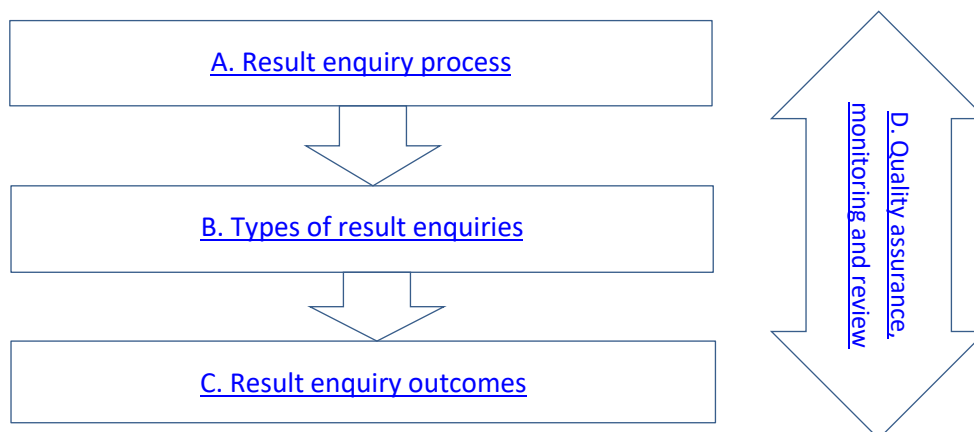 A. Result enquiry process
B. Types of result enquiries
C. Result enquiry outcomes
D. Quality assurance,
monitoring and review